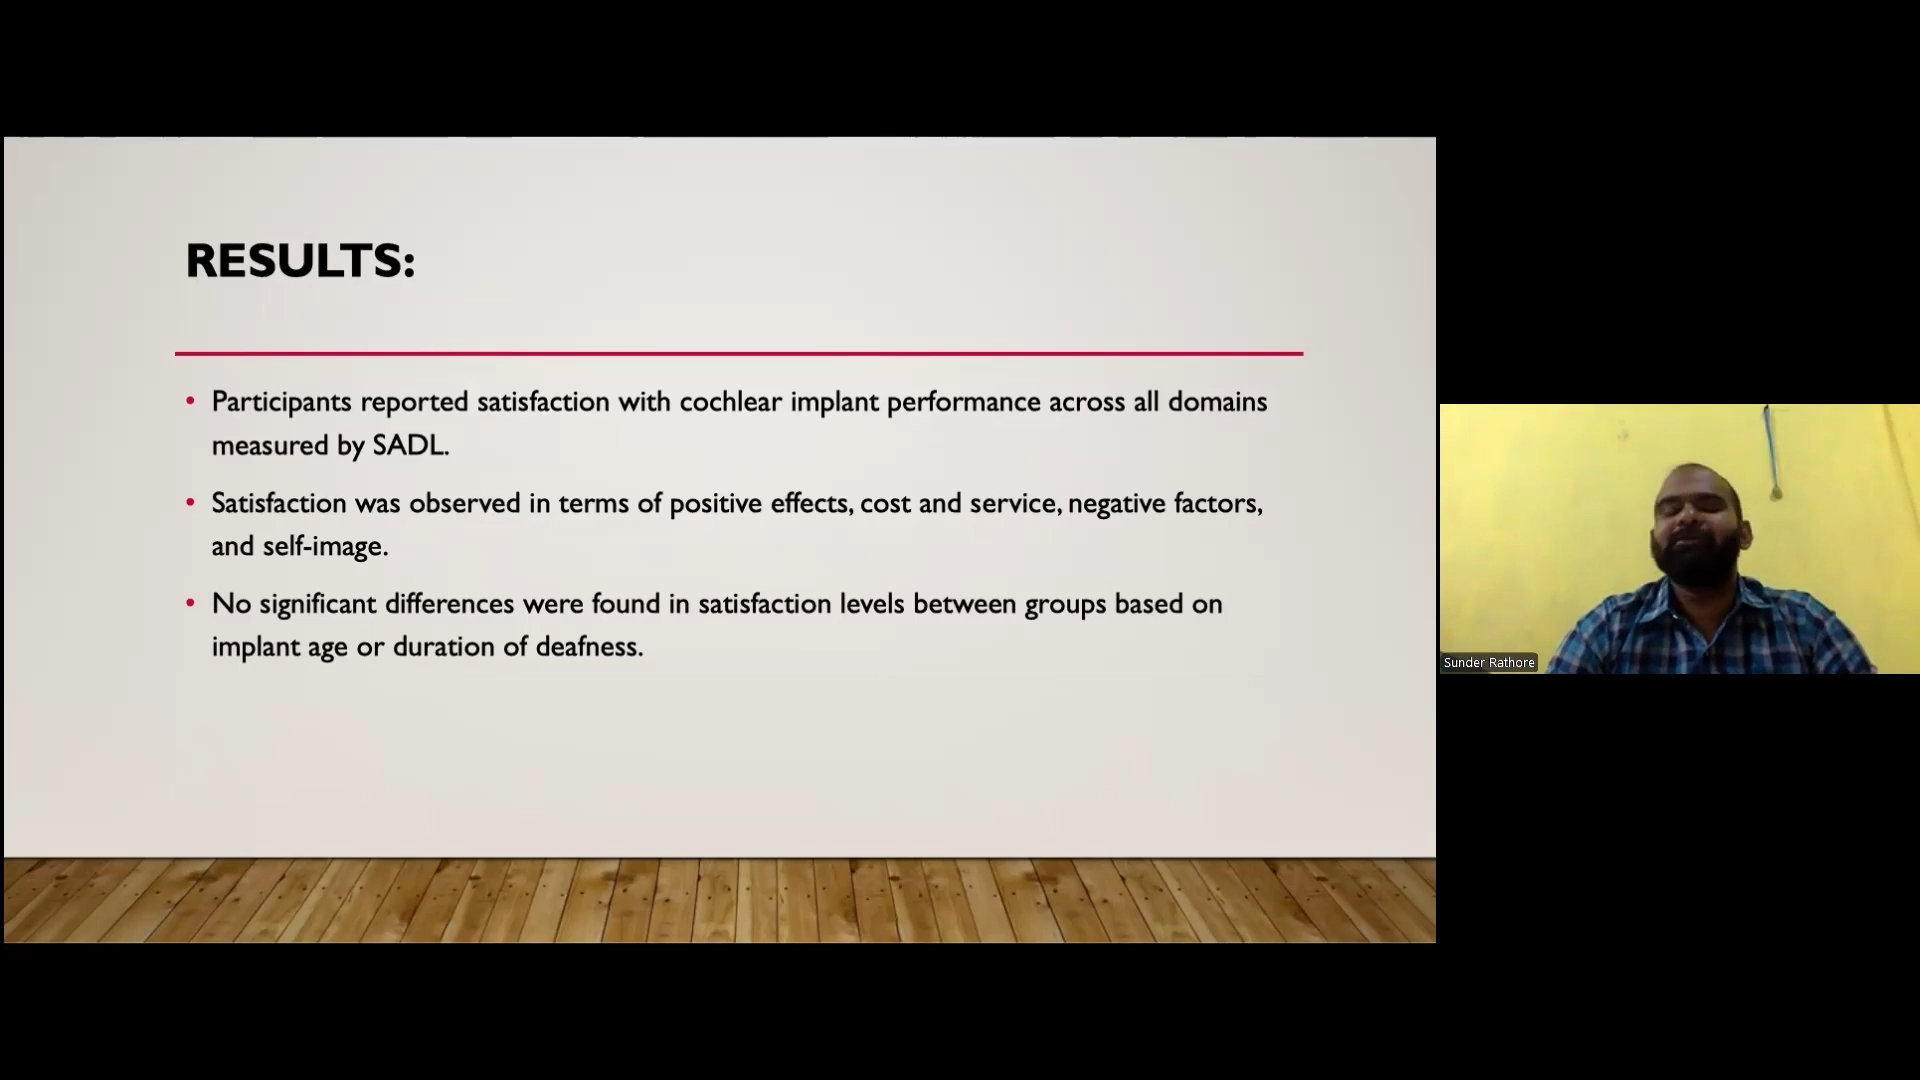 RESULTS:
• Participants reported satisfaction with cochlear implant performance across all domains
measured by SADL.
• Satisfaction was observed in terms of positive effects, cost and service, negative factors,
and self-image.
• No significant differences were found in satisfaction levels between groups based on
implant age or duration of deafness.
Sunder Rathore